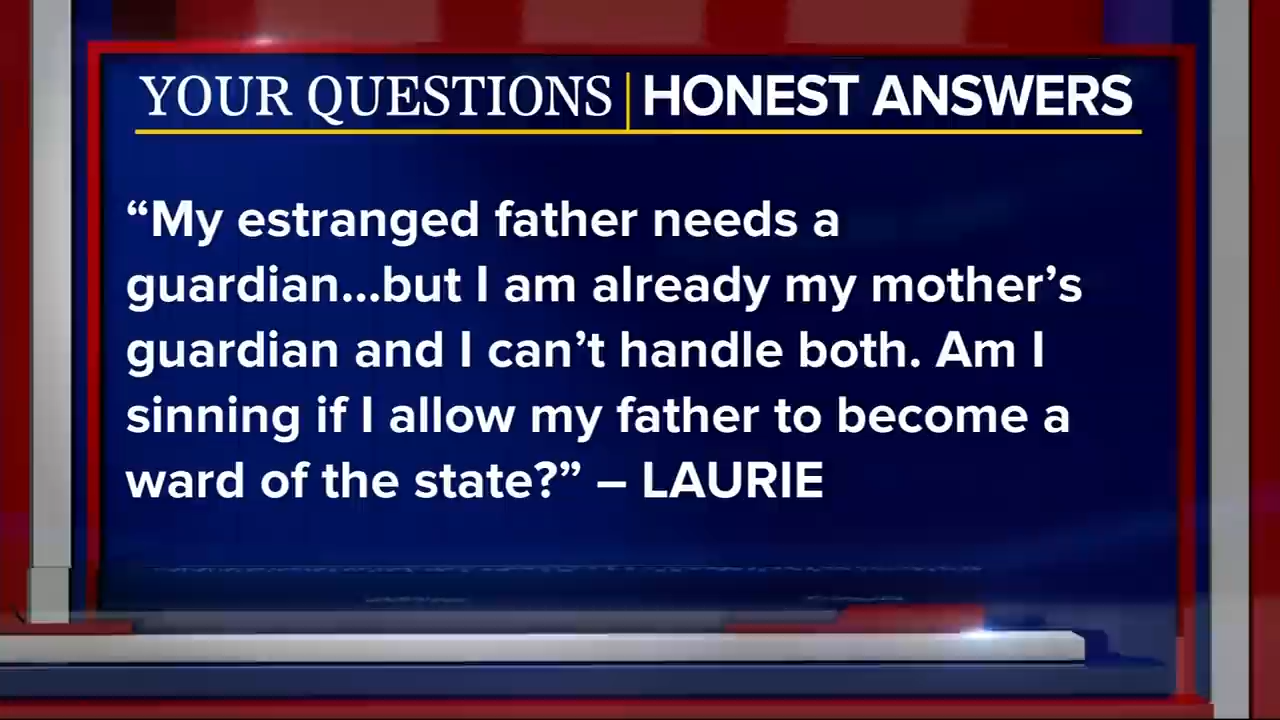 YOUR QUESTIONS | HONEST ANSWERS
“My estranged father needs a
guardian...but I am already my mother’s
guardian and I can’t handle both. Am I
sinning if I allow my father to become a
ward of the state?” – LAURIE